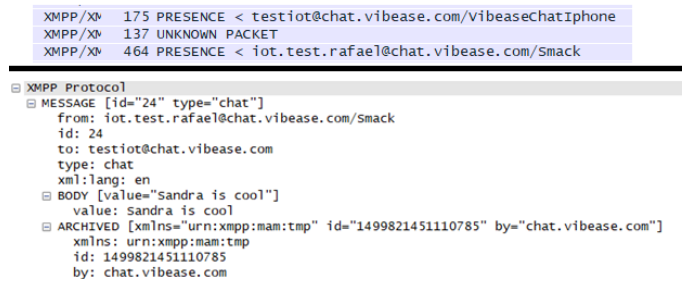 XMPP/XM 175 PRESENCE < testiot@chat.vibease.com/VibeaseChatIphone
XMPP/XM 137 UNKNOWN PACKET
XMPP/XM 464 PRESENCE < iot.test.rafael@chat.vibease.com/Smack
XMPP Protocol
MESSAGE [id="24" type="chat"]
from: iot.test.rafael@chat.vibease.com/Smack
id: 24
to: testiot@chat.vibease.com
type: chat
xml:lang: en
BODY [value="Sandra is cool"]
value: Sandra is cool
ARCHIVED [xmlns="urn:xmpp:mam:tmp" id="1499821451110785" by="chat.vibease.com"]
xmlns: urn:xmpp:mam:tmp
id: 1499821451110785
by: chat.vibease.com